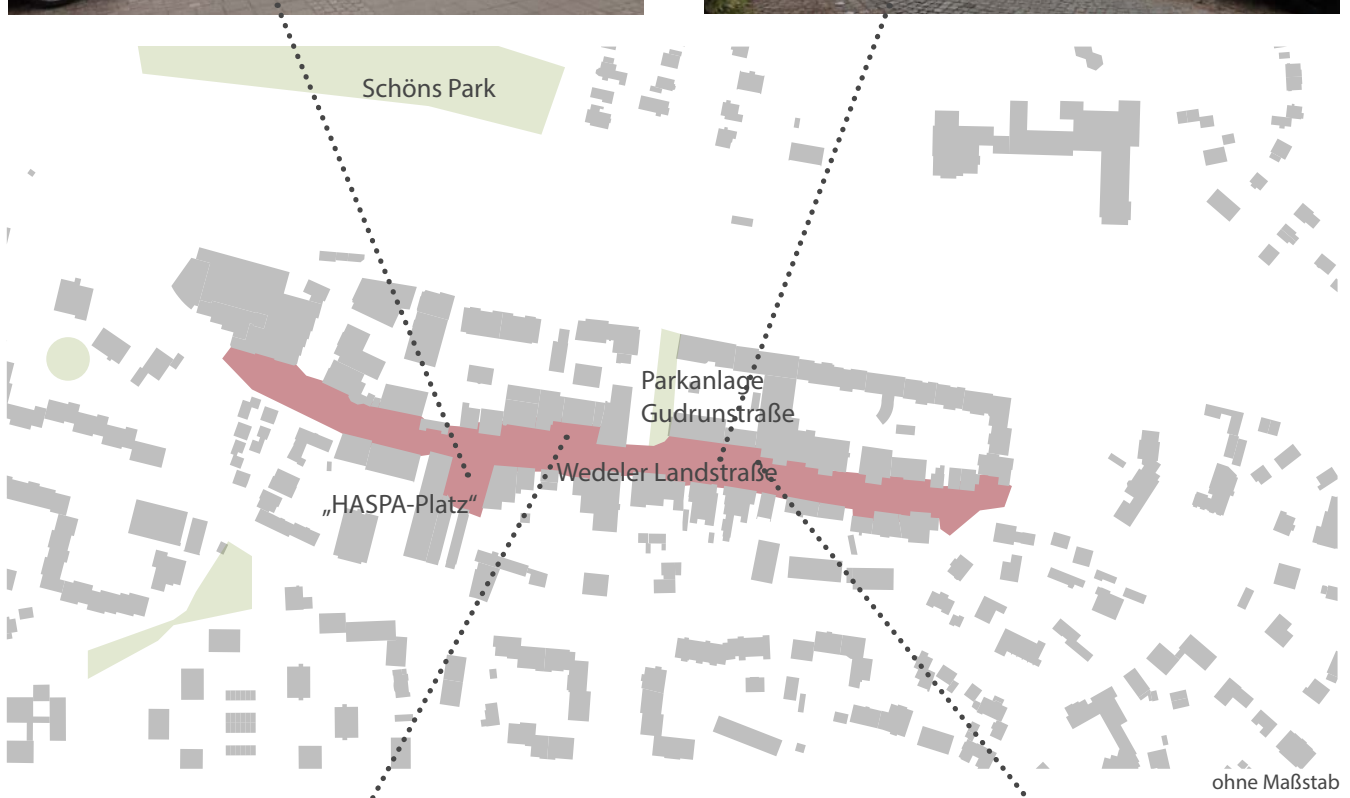 Schöns Park
Parkanlage
Gudrunstraße
Wedeler Landstraße
„HASPA-Platz“
ohne Maßstab